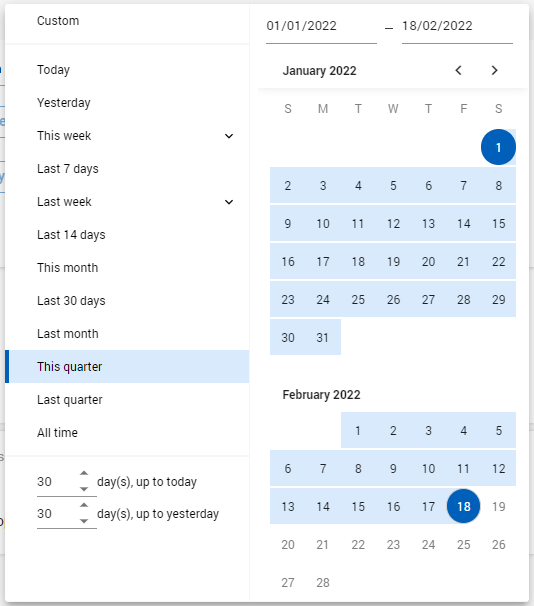 Custom
Today
Yesterday
This week
Last 7 days
Last week
Last 14 days
This month
Last 30 days
Last month
This quarter
Last quarter
All time
30 day(s), up to today
30 day(s), up to yesterday
01/01/2022 – 18/02/2022
January 2022
S M T W T F S
1
2 3 4 5 6 7 8
9 10 11 12 13 14 15
16 17 18 19 20 21 22
23 24 25 26 27 28 29
30 31
February 2022
1 2 3 4 5
6 7 8 9 10 11 12
13 14 15 16 17 18 19
20 21 22 23 24 25 26
27 28